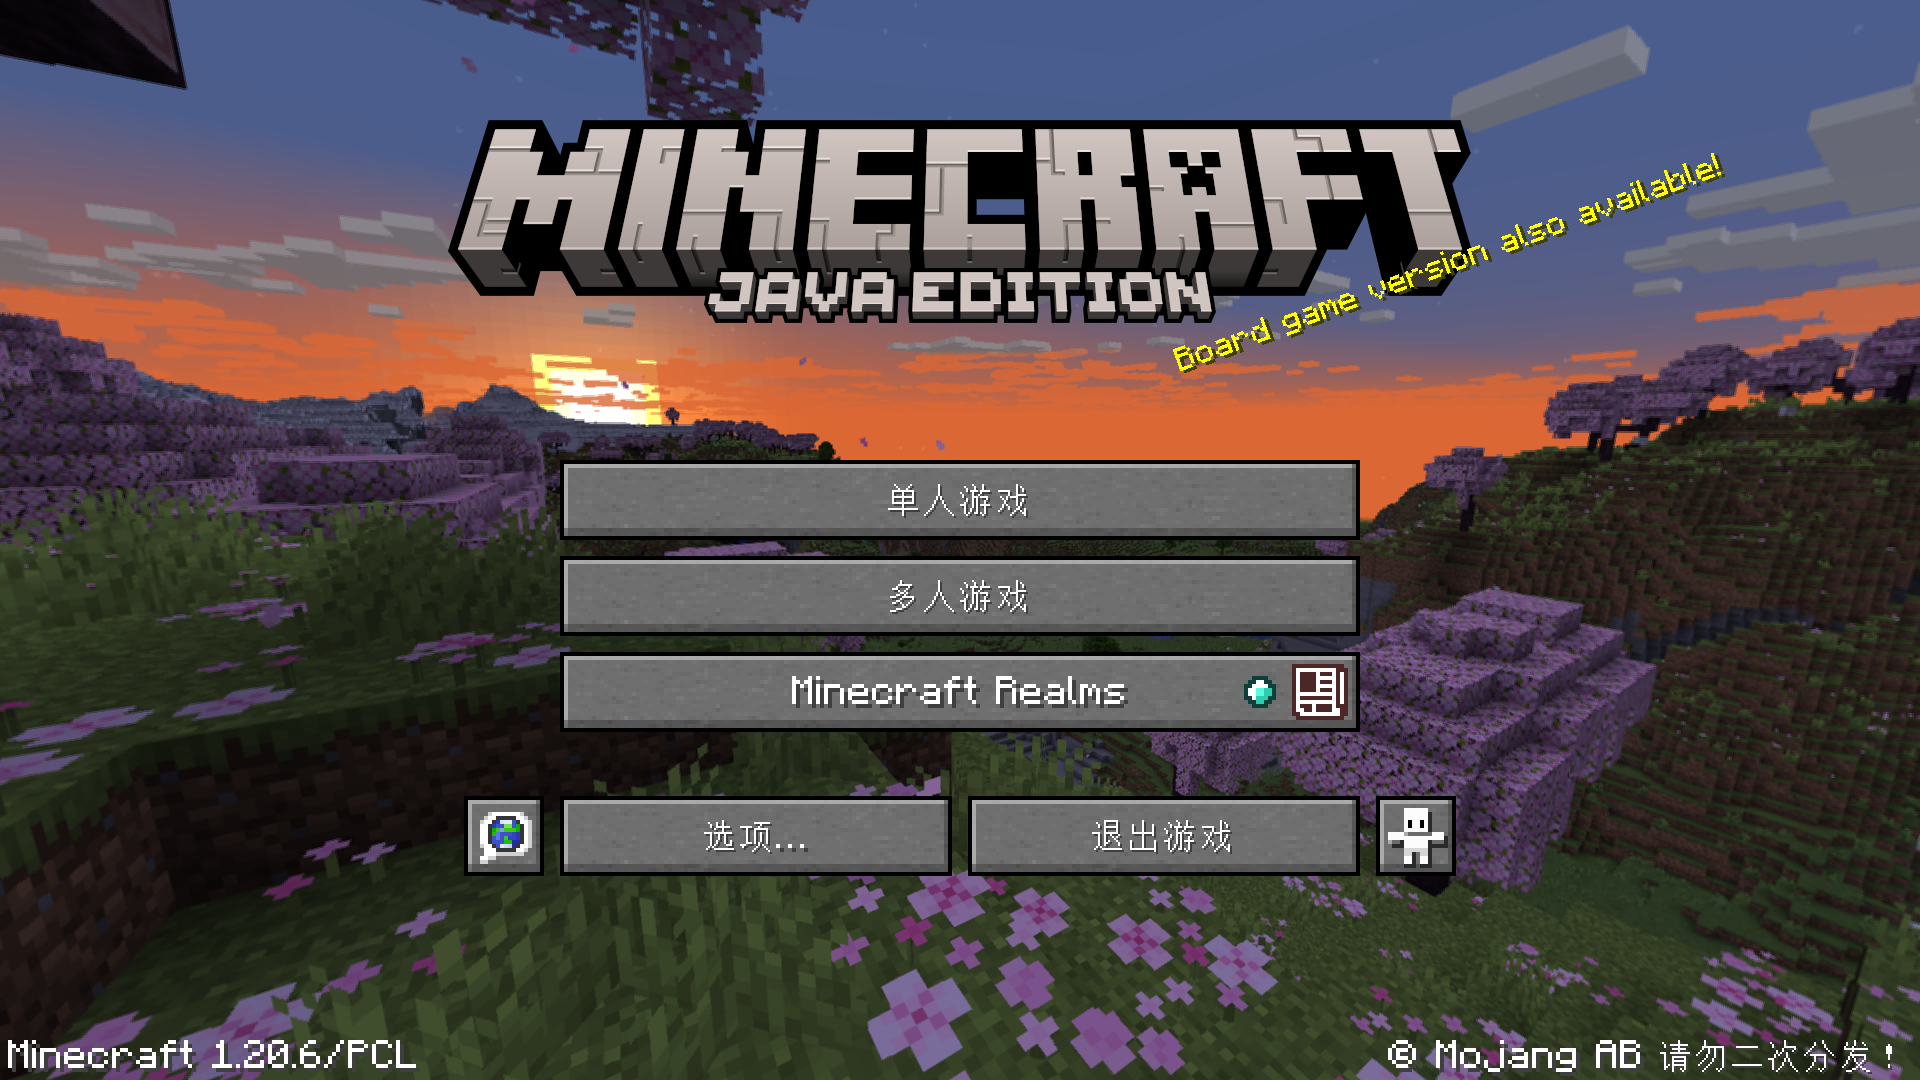 MINECRAFT
JAVA EDITION
Board game version also available!
单人游戏
多人游戏
Minecraft Realms
选项...
退出游戏
Minecraft 1.20.6/PCL
© Mojang AB 请勿二次分发！